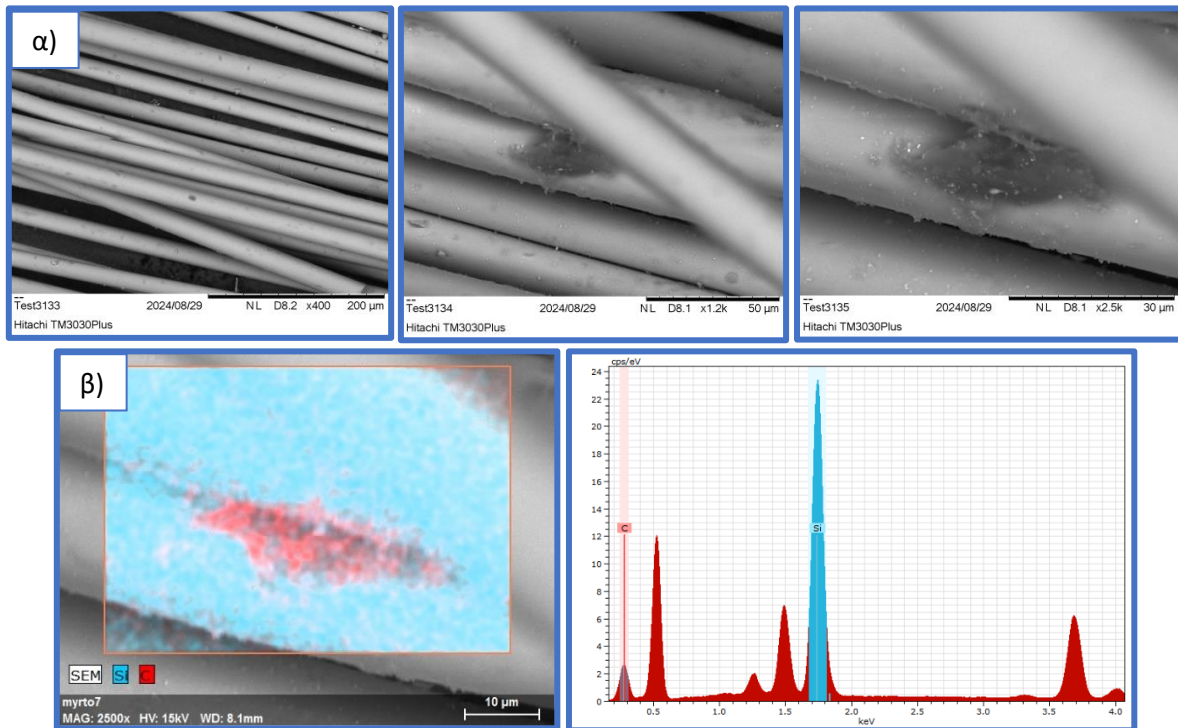 α)
Test3133 2024/08/29 N L D8.2 x400 200 µm
Hitachi TM3030Plus
Test3134 2024/08/29 N L D8.1 x1.2k 50 µm
Hitachi TM3030Plus
Test3135 2024/08/29 N L D8.1 x2.5k 30 µm
Hitachi TM3030Plus
β)
SEM Si C
myrto7
MAG: 2500x HV: 15kV WD: 8.1mm
10 µm
cps/eV
24
22
20
18
16
14
12
10
8
6
4
2
0
C
Si
0.5 1.0 1.5 2.0 2.5 3.0 3.5 4.0
keV